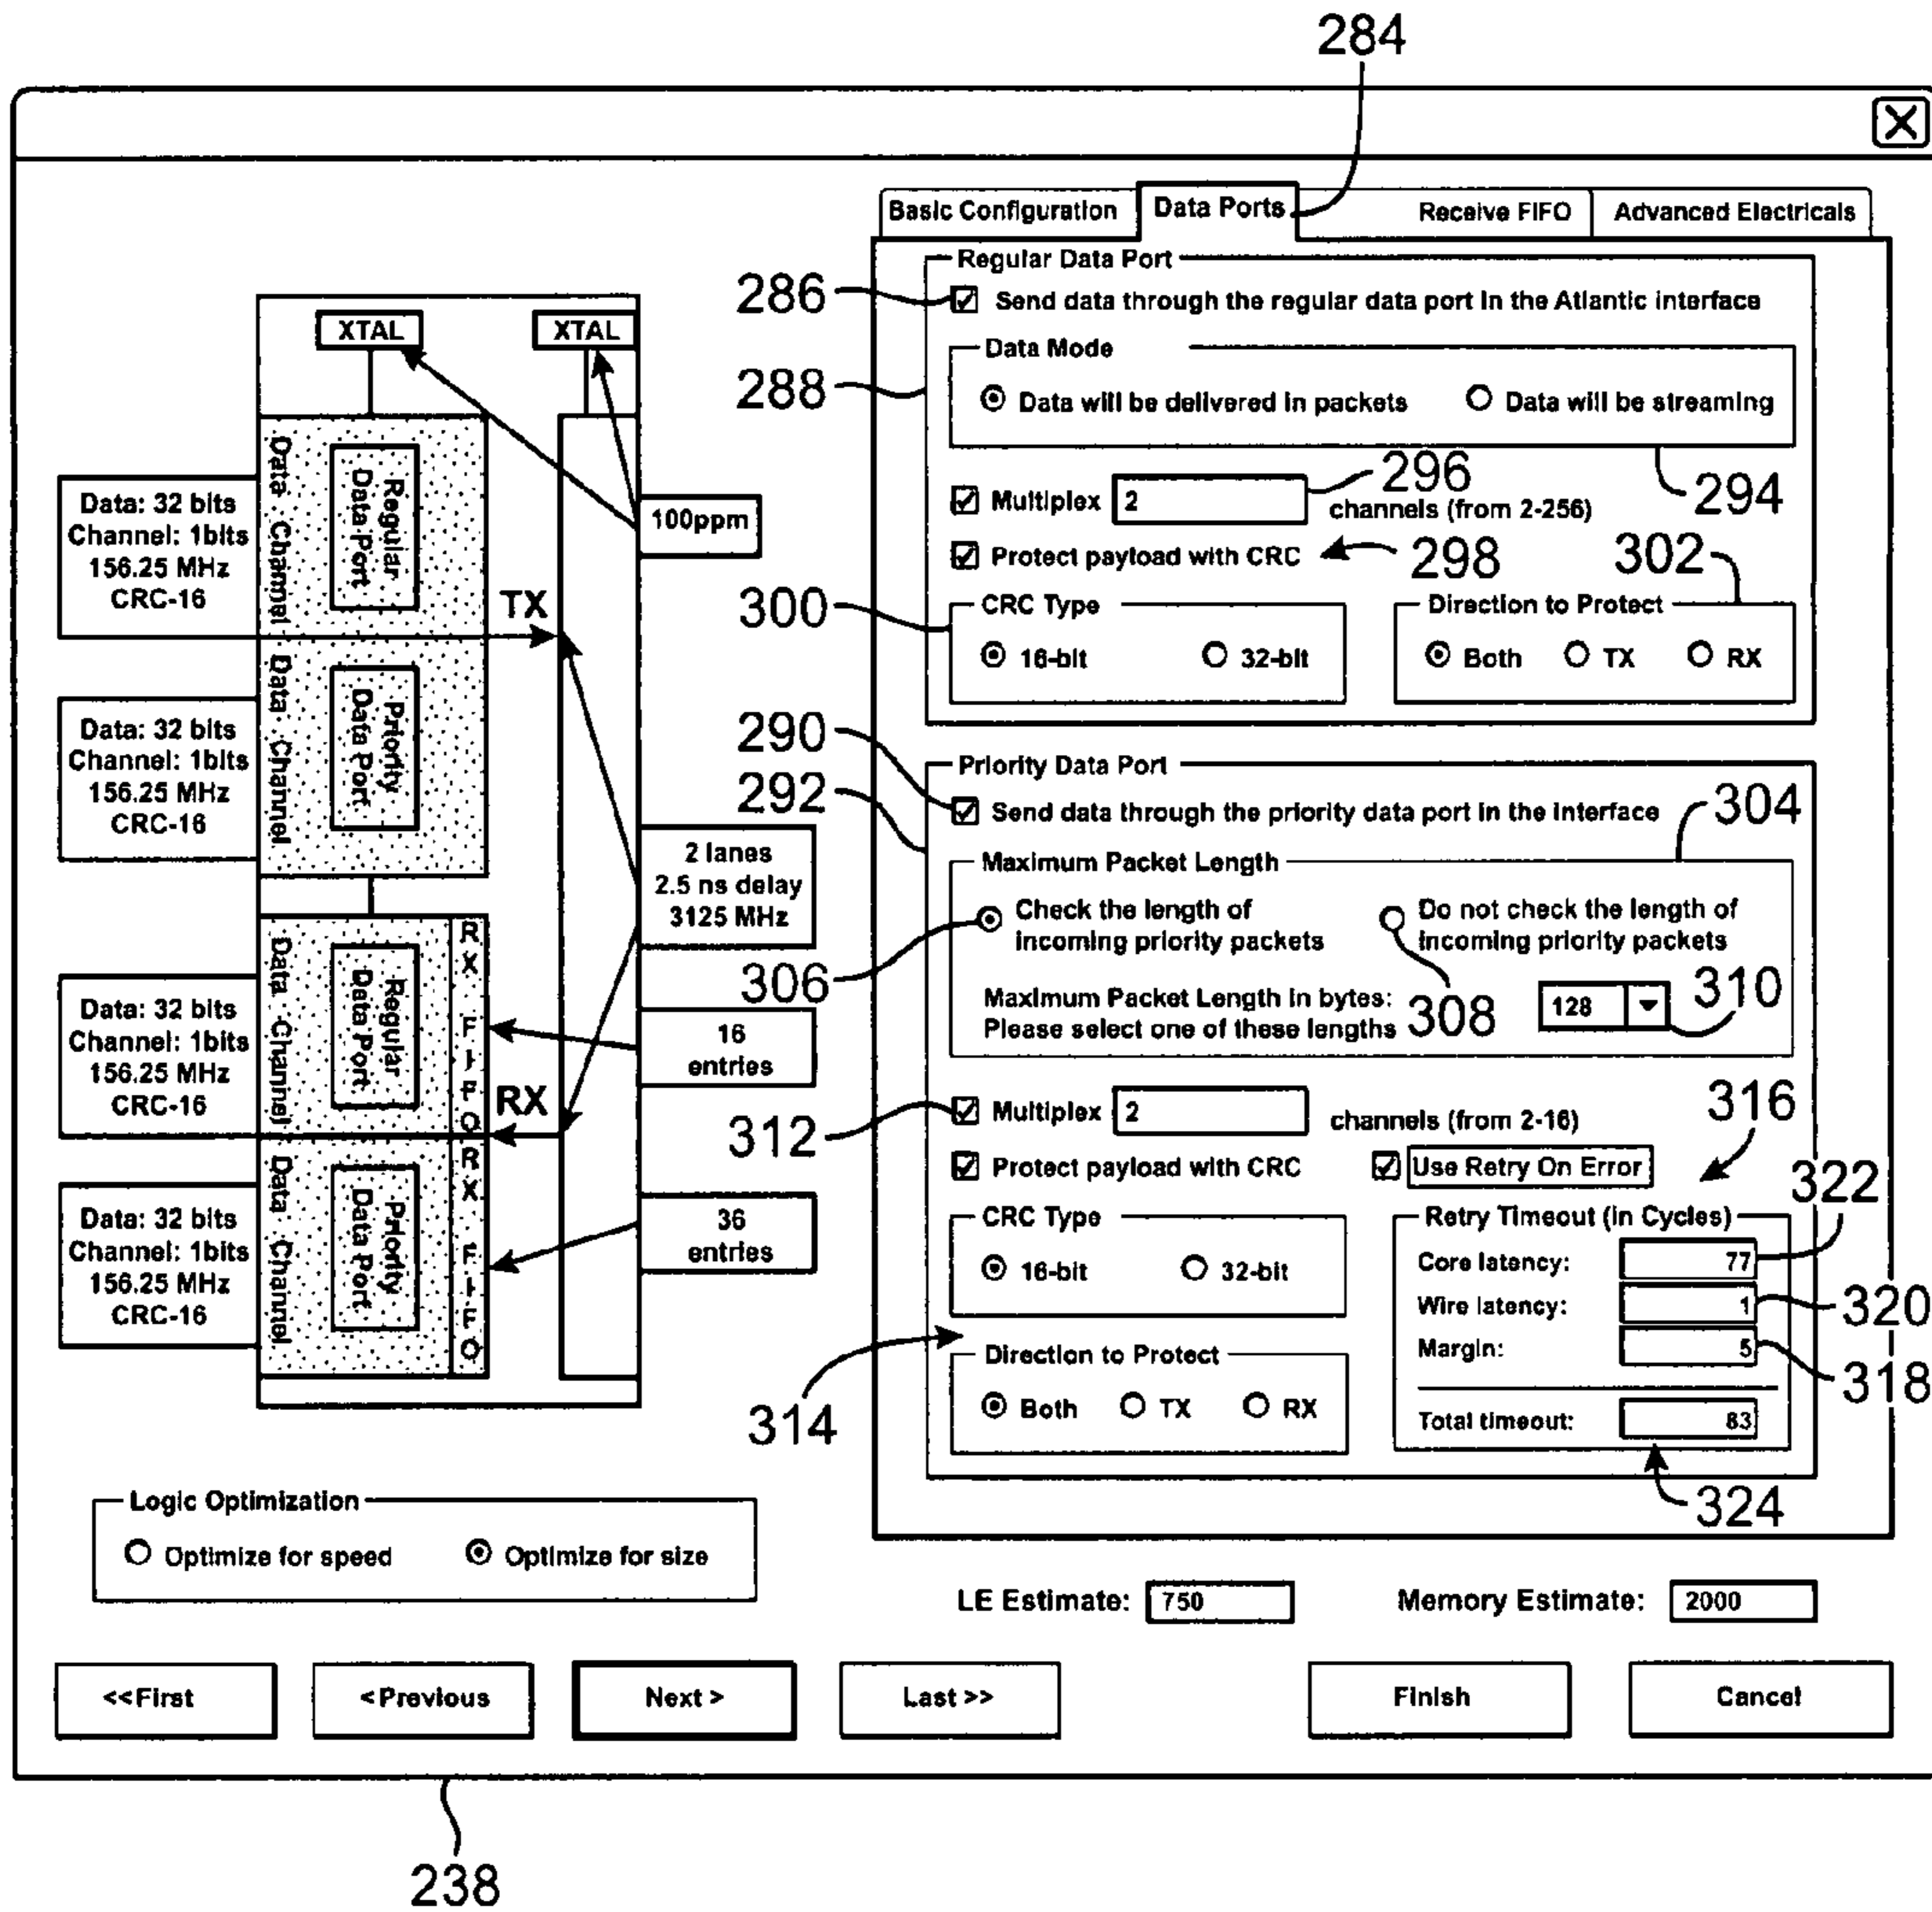 284
X
Basic Configuration
Data Ports
Receive FIFO
Advanced Electricals
Regular Data Port
286
Send data through the regular data port in the Atlantic interface
Data Mode
288
Data will be delivered in packets
Data will be streaming
294
Multiplex 2
296
channels (from 2-256)
Protect payload with CRC
298
302
300
CRC Type
16-bit
32-bit
Direction to Protect
Both
TX
RX
290
Priority Data Port
292
Send data through the priority data port in the interface
304
Maximum Packet Length
Check the length of
incoming priority packets
Do not check the length of
incoming priority packets
306
308
Maximum Packet Length in bytes:
Please select one of these lengths
128
310
312
Multiplex 2
channels (from 2-16)
316
Protect payload with CRC
Use Retry On Error
322
CRC Type
16-bit
32-bit
314
Direction to Protect
Both
TX
RX
Retry Timeout (in Cycles)
Core latency: 77
Wire latency: 1
320
Margin: 5
318
Total timeout: 83
324
XTAL
XTAL
100ppm
Data: 32 bits
Channel: 1bits
156.25 MHz
CRC-16
Data Channel
Regular
Data Port
TX
Data: 32 bits
Channel: 1bits
156.25 MHz
CRC-16
Data Channel
Priority
Data Port
2 lanes
2.5 ns delay
3125 MHz
Data: 32 bits
Channel: 1bits
156.25 MHz
CRC-16
Data Channel
Regular
Data Port
RX FIFO
16
entries
RX
Data: 32 bits
Channel: 1bits
156.25 MHz
CRC-16
Data Channel
Priority
Data Port
RX FIFO
36
entries
Logic Optimization
Optimize for speed
Optimize for size
LE Estimate: 750
Memory Estimate: 2000
<<First
<Previous
Next >
Last >>
Finish
Cancel
238